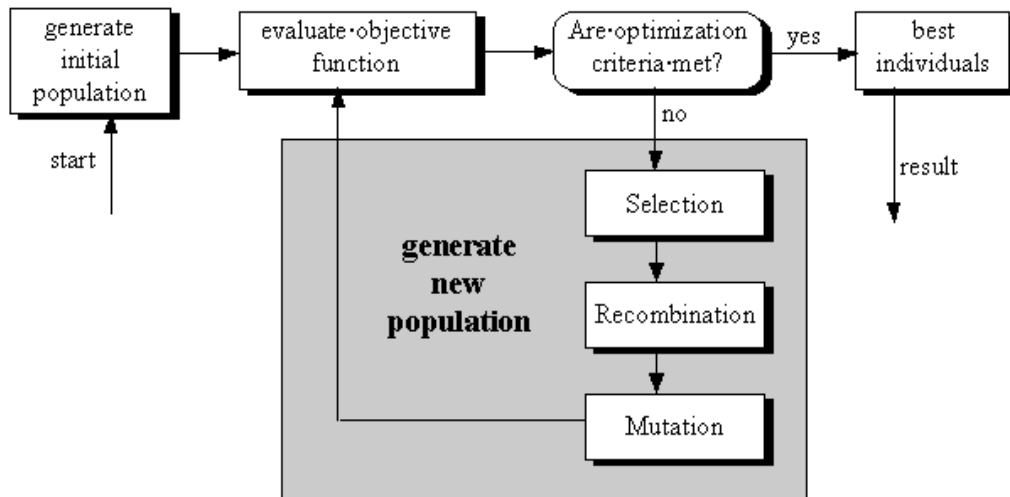 generate
initial
population
start
evaluate·objective
function
Are·optimization
criteria·met?
yes
best
individuals
result
no
generate
new
population
Selection
Recombination
Mutation